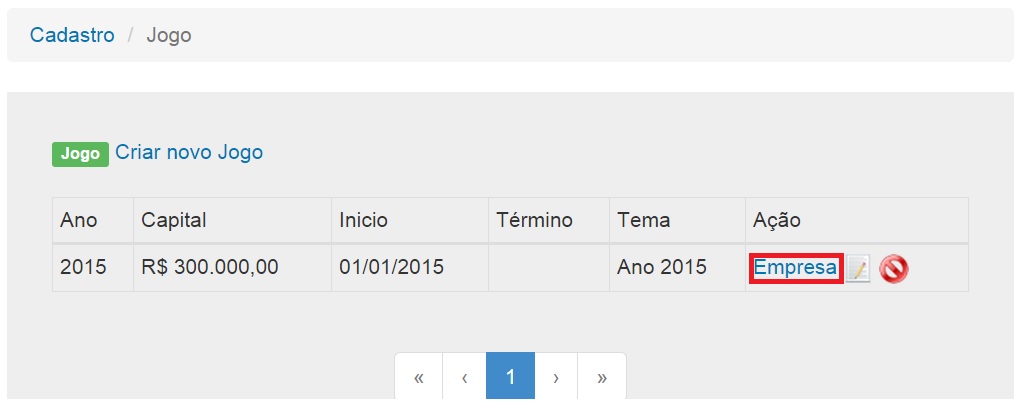 Cadastro / Jogo
Jogo Criar novo Jogo
Ano Capital Inicio Término Tema Ação
2015 R$ 300.000,00 01/01/2015 Ano 2015 Empresa
« ‹ 1 › »